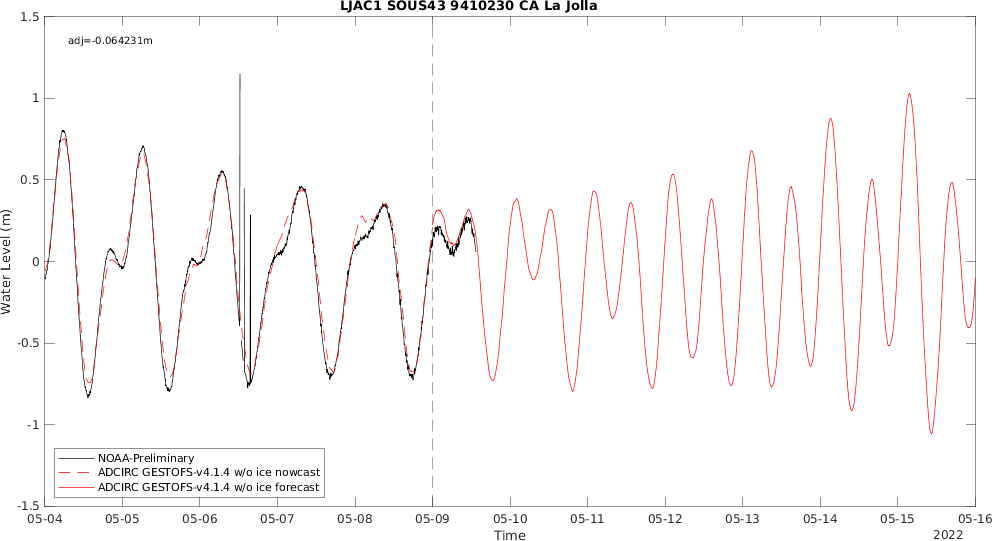 LJAC1 SOUS43 9410230 CA La Jolla
adj=-0.064231m
1.5
1
0.5
0
-0.5
-1
-1.5
Water Level (m)
NOAA-Preliminary
ADCIRC GESTOFS-v4.1.4 w/o ice nowcast
ADCIRC GESTOFS-v4.1.4 w/o ice forecast
05-04 05-05 05-06 05-07 05-08 05-09 05-10 05-11 05-12 05-13 05-14 05-15 05-16
Time
2022